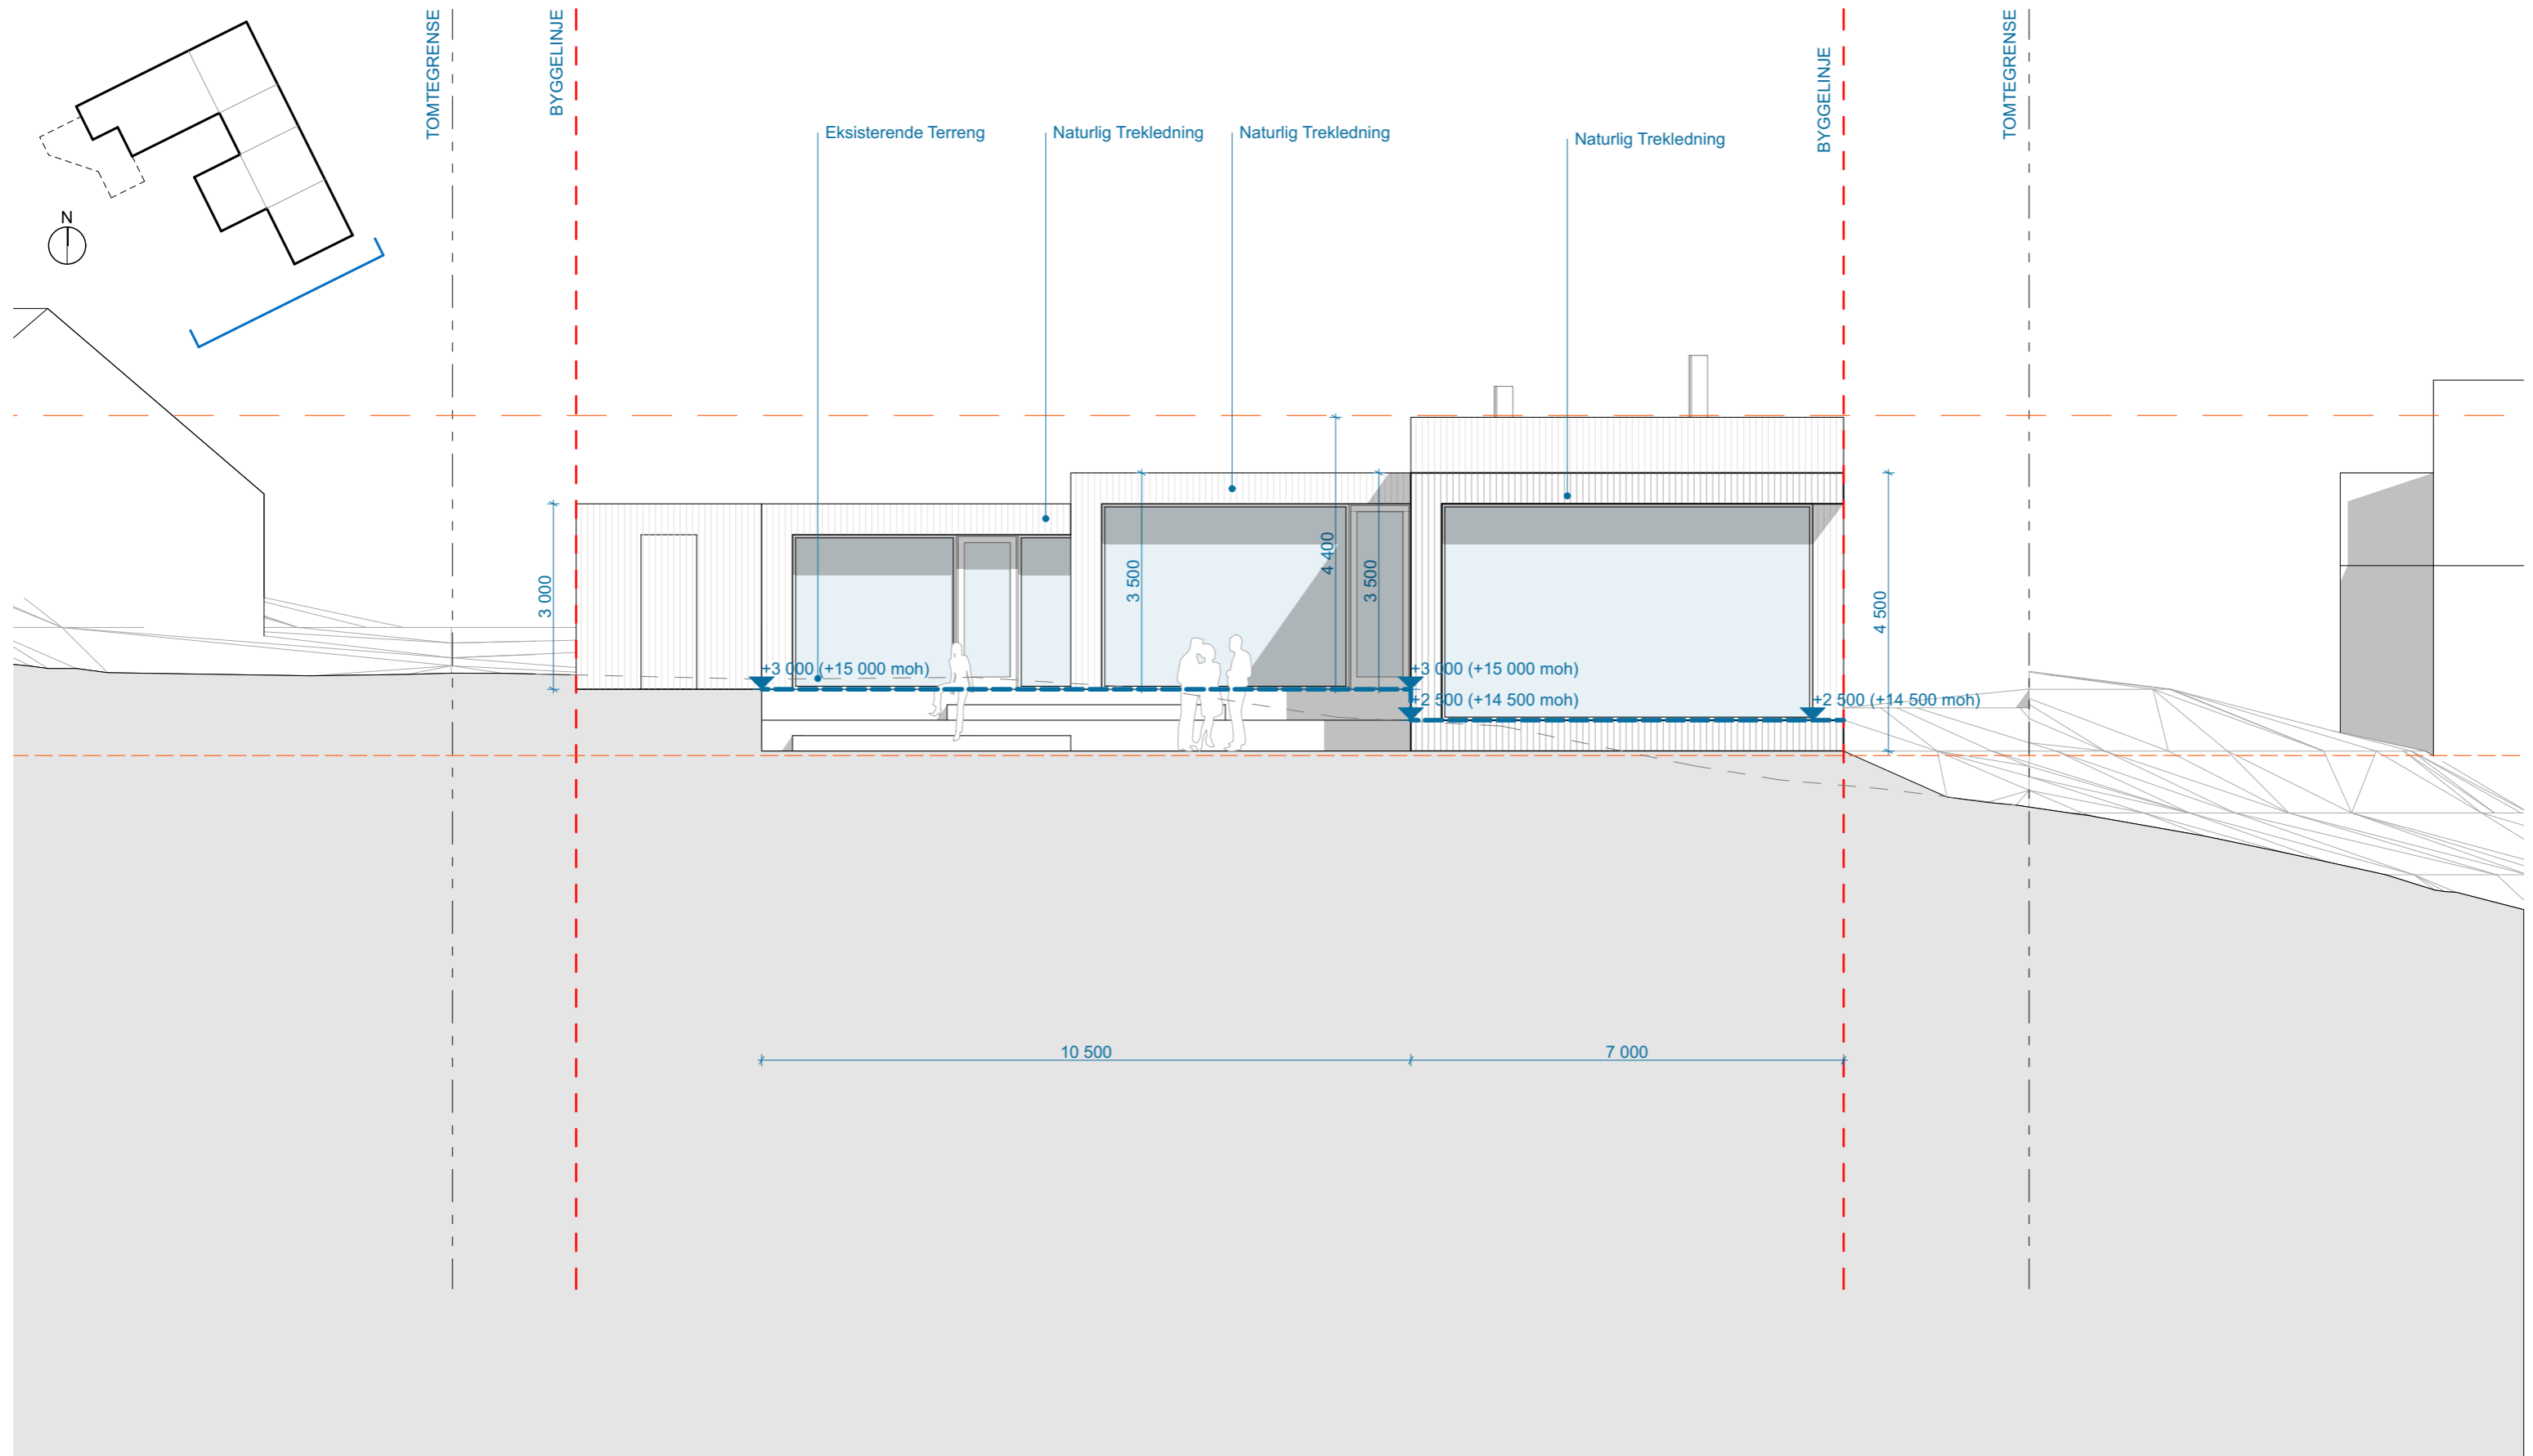 TOMTEGRENSE
BYGGELINJE
BYGGELINJE
TOMTEGRENSE
Eksisterende Terreng
Naturlig Trekledning
Naturlig Trekledning
Naturlig Trekledning
N
3 000
3 500
4 400
3 500
4 500
+3 000 (+15 000 moh)
+3 000 (+15 000 moh)
+2 500 (+14 500 moh)
+2 500 (+14 500 moh)
10 500
7 000